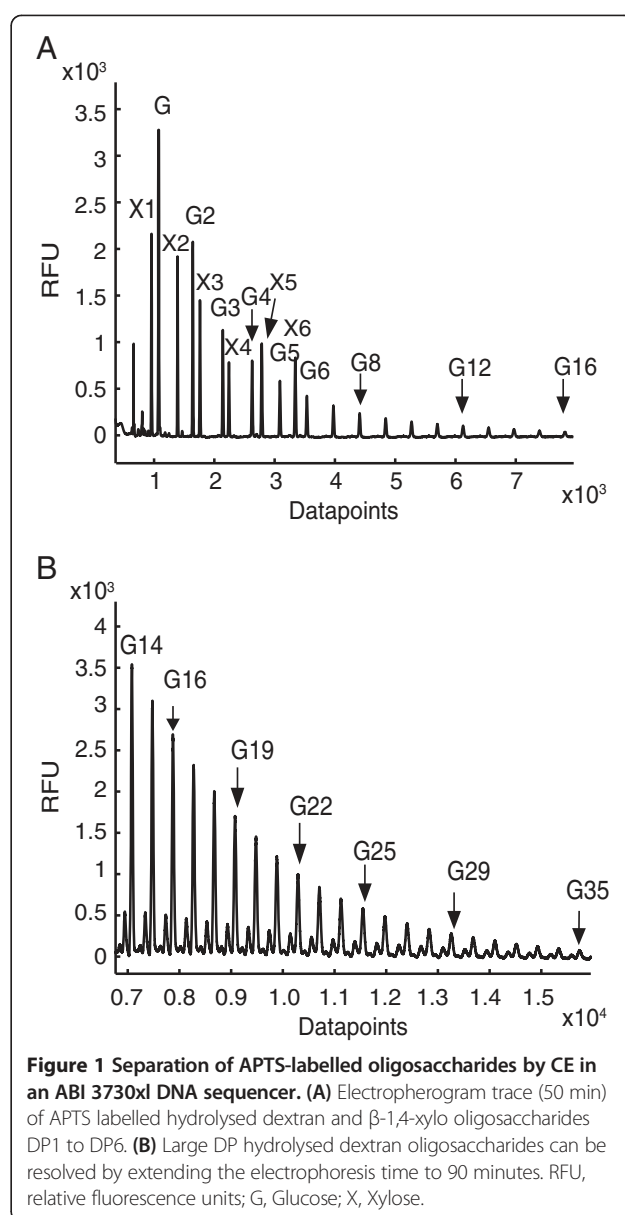 A
x10³
3.5
3
2.5
2
1.5
1
0.5
0
RFU
G
X1
X2
G2
X3
G3
X4
G4
X5
G5
X6
G6
G8
G12
G16
1 2 3 4 5 6 7
x10³
Datapoints
B
x10³
4
3.5
3
2.5
2
1.5
1
0.5
0
RFU
G14
G16
G19
G22
G25
G29
G35
0.7 0.8 0.9 1.0 1.1 1.2 1.3 1.4 1.5
x10⁴
Datapoints
Figure 1 Separation of APTS-labelled oligosaccharides by CE in
an ABI 3730xl DNA sequencer. (A) Electropherogram trace (50 min)
of APTS labelled hydrolysed dextran and β-1,4-xylo oligosaccharides
DP1 to DP6. (B) Large DP hydrolysed dextran oligosaccharides can be
resolved by extending the electrophoresis time to 90 minutes. RFU,
relative fluorescence units; G, Glucose; X, Xylose.